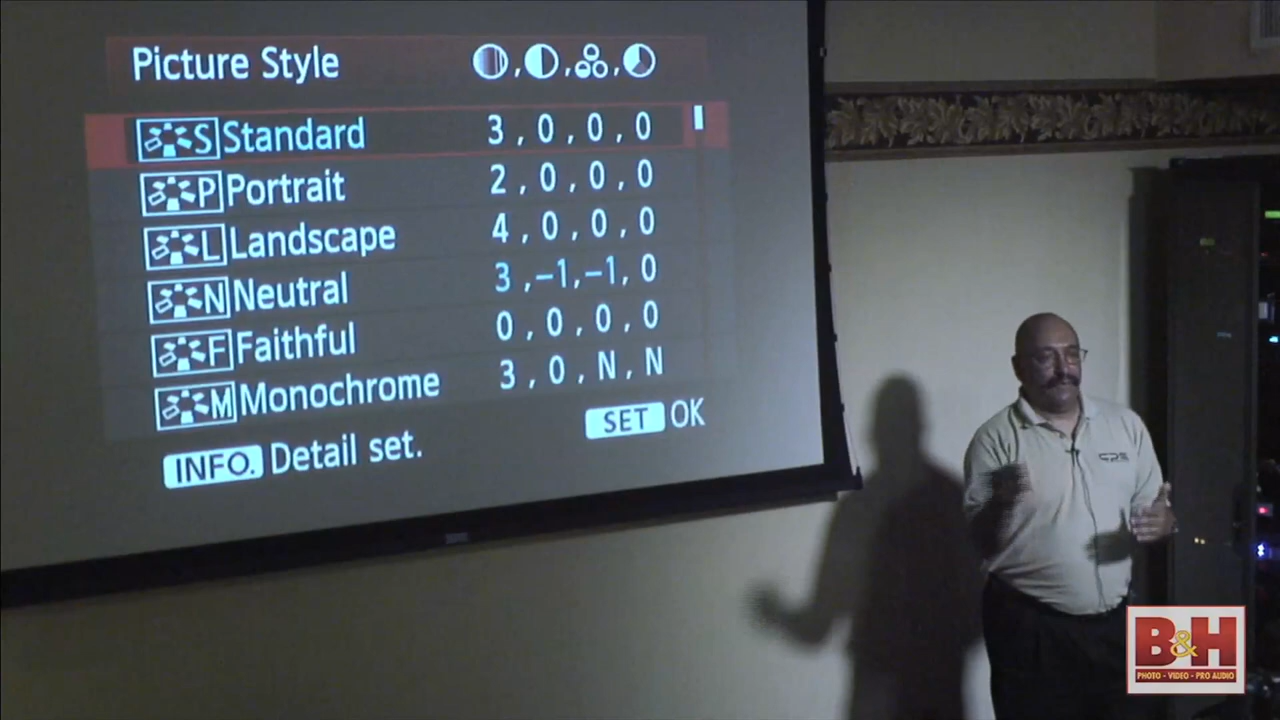 Picture Style
S Standard 3 , 0 , 0 , 0
P Portrait 2 , 0 , 0 , 0
L Landscape 4 , 0 , 0 , 0
N Neutral 3 , -1 , -1 , 0
F Faithful 0 , 0 , 0 , 0
M Monochrome 3 , 0 , N , N
INFO. Detail set. SET OK
CPS
B&H
PHOTO - VIDEO - PRO AUDIO